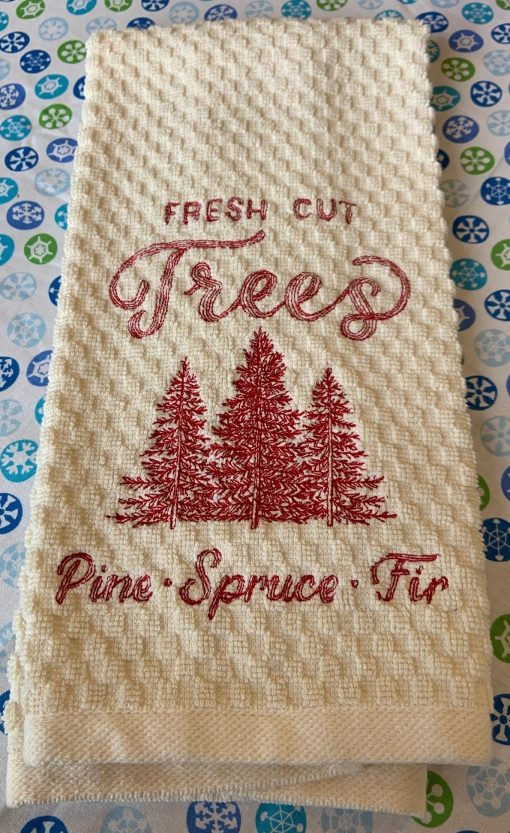 FRESH CUT
Trees
Pine · Spruce · Fir